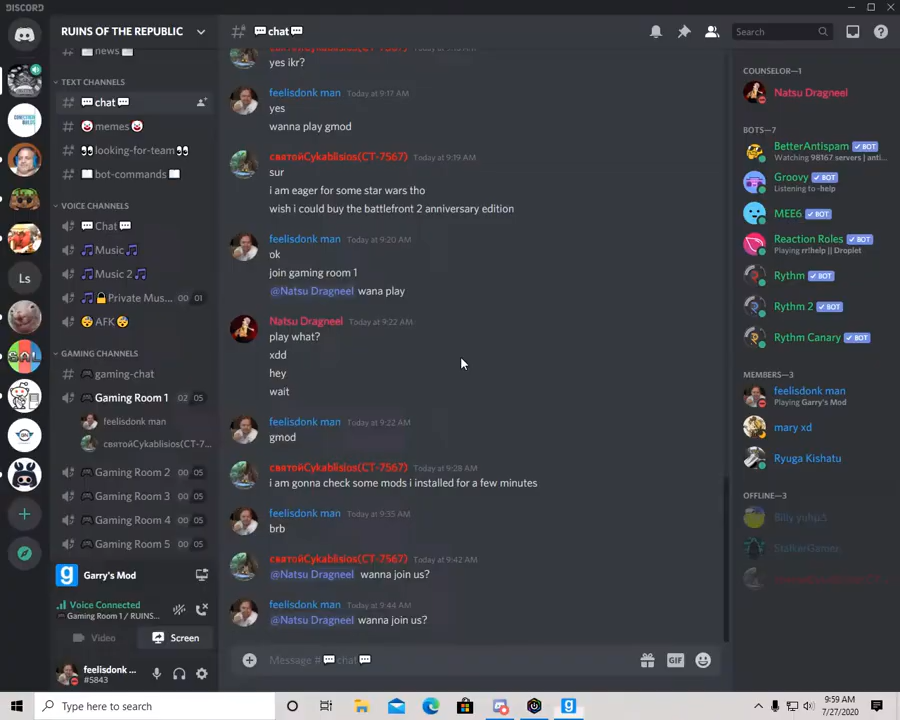 DISCORD
RUINS OF THE REPUBLIC
news
TEXT CHANNELS
chat
memes
looking-for-team
bot-commands
VOICE CHANNELS
Chat
Music
Music 2
Private Mus... 00 01
AFK
GAMING CHANNELS
gaming-chat
Gaming Room 1 02 05
feelisdonk man
святойCykablisios(CT-7...
Gaming Room 2 00 05
Gaming Room 3 00 05
Gaming Room 4 00 05
Gaming Room 5 00 05
Garry's Mod
Voice Connected
Gaming Room 1 / RUINS...
Video Screen
feelisdonk ...
#5843
Ls
GAL
# chat
Search
yes ikr?
feelisdonk man Today at 9:17 AM
yes
wanna play gmod
святойCykablisios(CT-7567) Today at 9:19 AM
sur
i am eager for some star wars tho
wish i could buy the battlefront 2 anniversary edition
feelisdonk man Today at 9:20 AM
ok
join gaming room 1
@Natsu Dragneel wana play
Natsu Dragneel Today at 9:22 AM
play what?
xdd
hey
wait
feelisdonk man Today at 9:22 AM
gmod
святойCykablisios(CT-7567) Today at 9:28 AM
i am gonna check some mods i installed for a few minutes
feelisdonk man Today at 9:35 AM
brb
святойCykablisios(CT-7567) Today at 9:42 AM
@Natsu Dragneel wanna join us?
feelisdonk man Today at 9:44 AM
@Natsu Dragneel wanna join us?
Message # chat
GIF
COUNSELOR—1
Natsu Dragneel
BOTS—7
BetterAntispam BOT
Watching 98167 servers | anti...
Groovy BOT
Listening to -help
MEE6 BOT
Reaction Roles BOT
Playing rr!help || Droplet
Rythm BOT
Rythm 2 BOT
Rythm Canary BOT
MEMBERS—3
feelisdonk man
Playing Garry's Mod
mary xd
Ryuga Kishatu
OFFLINE—3
StalkerGamer
Type here to search
9:59 AM
7/27/2020